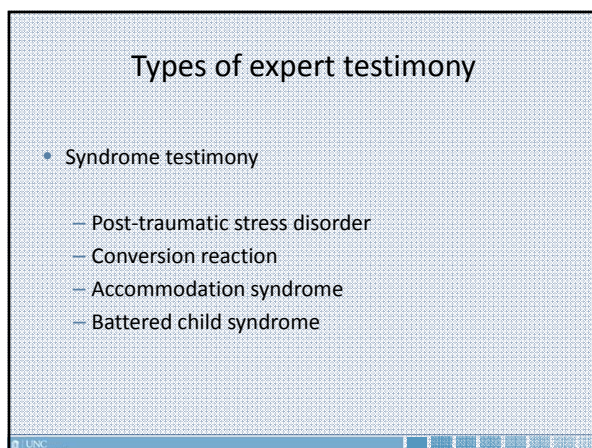 Types of expert testimony
• Syndrome testimony
– Post-traumatic stress disorder
– Conversion reaction
– Accommodation syndrome
– Battered child syndrome
UNC